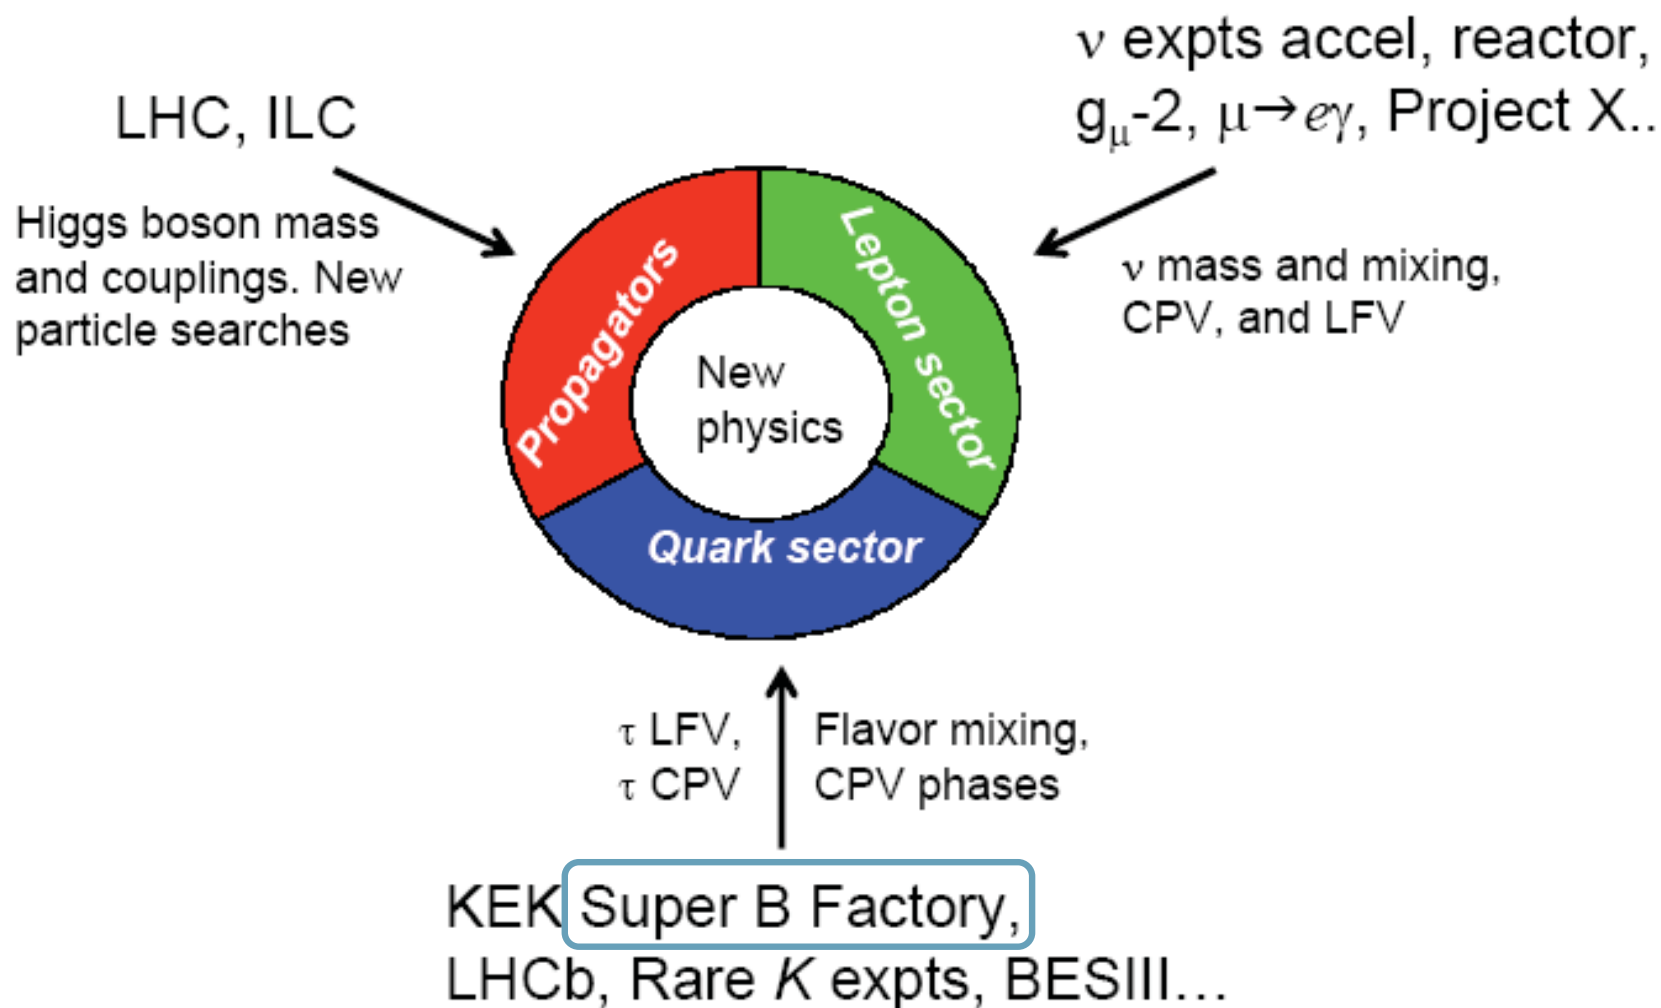 LHC, ILC
Higgs boson mass
and couplings. New
particle searches
ν expts accel, reactor,
gμ-2, μ→eγ, Project X..
ν mass and mixing,
CPV, and LFV
Propagators
Lepton sector
New
physics
Quark sector
τ LFV,
τ CPV
Flavor mixing,
CPV phases
KEK Super B Factory,
LHCb, Rare K expts, BESIII...